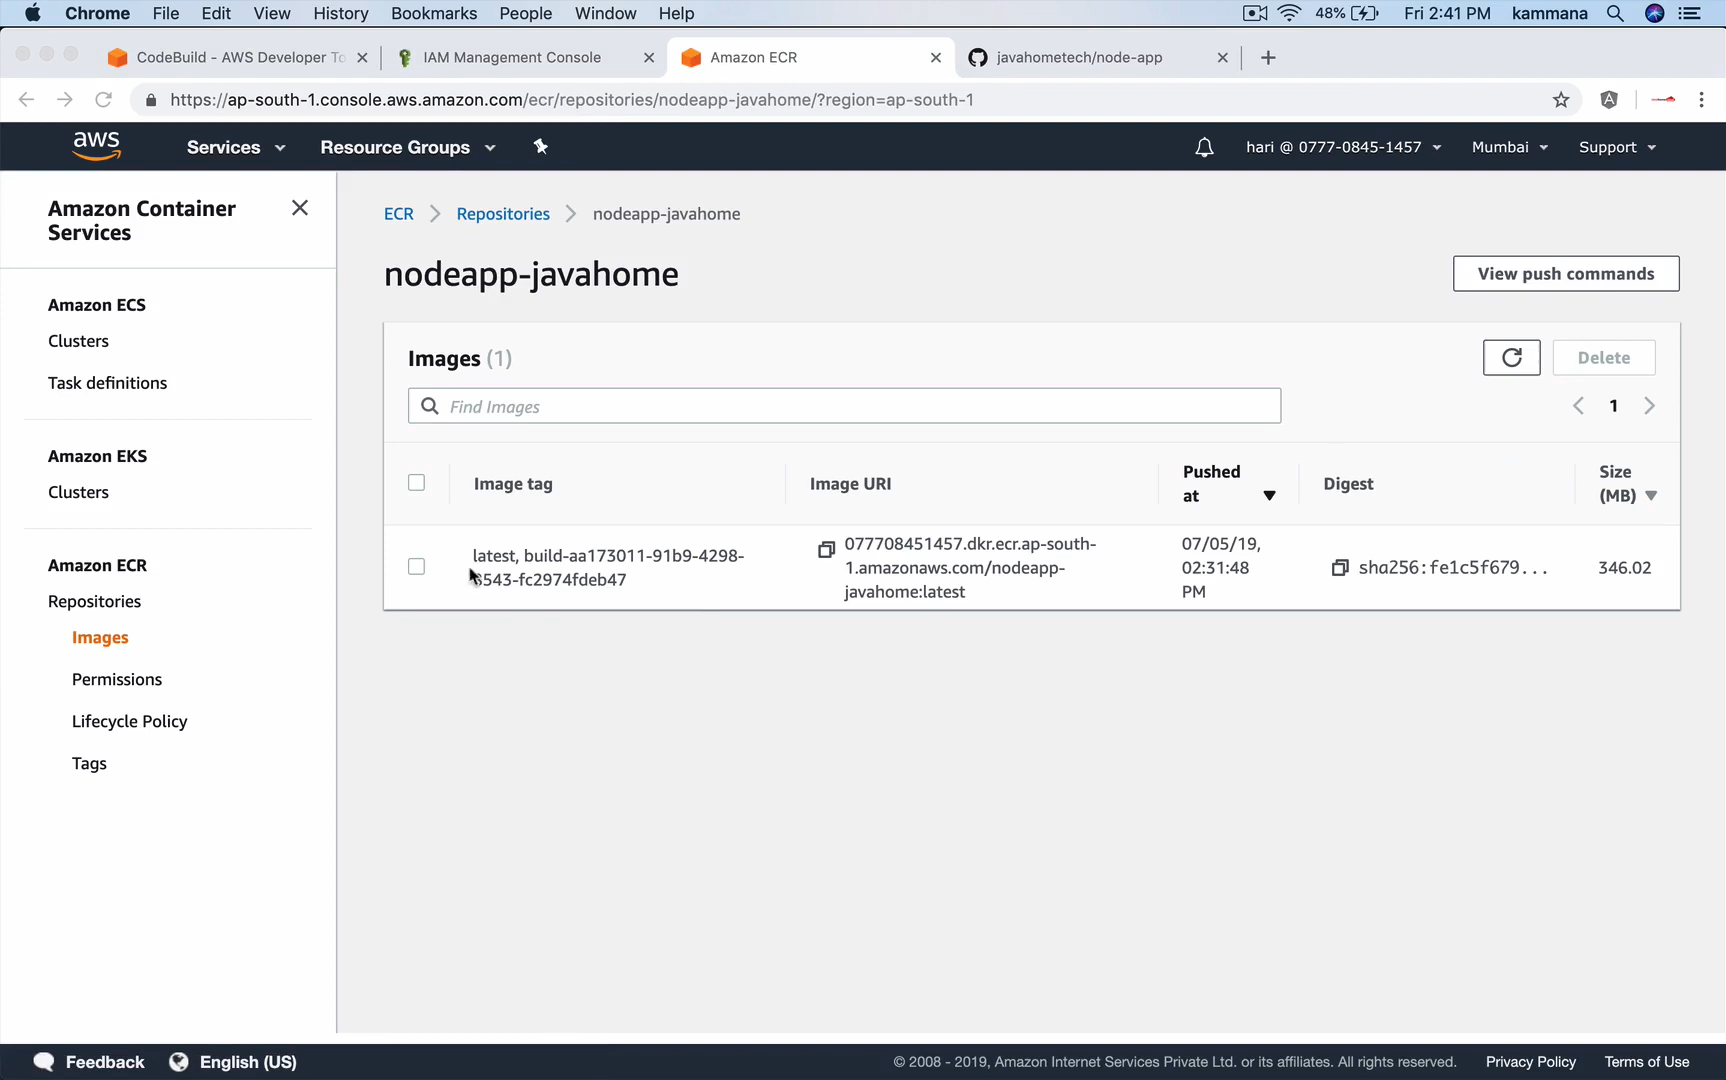 Chrome File Edit View History Bookmarks People Window Help 48% Fri 2:41 PM kammana
CodeBuild - AWS Developer To IAM Management Console Amazon ECR javahometech/node-app
https://ap-south-1.console.aws.amazon.com/ecr/repositories/nodeapp-javahome/?region=ap-south-1
aws Services Resource Groups hari @ 0777-0845-1457 Mumbai Support
Amazon Container
Services
Amazon ECS
Clusters
Task definitions
Amazon EKS
Clusters
Amazon ECR
Repositories
Images
Permissions
Lifecycle Policy
Tags
ECR Repositories nodeapp-javahome
nodeapp-javahome
View push commands
Images (1)
Delete
Find Images
1
Image tag
Image URI
Pushed
at
Digest
Size
(MB)
latest, build-aa173011-91b9-4298-
543-fc2974fdeb47
077708451457.dkr.ecr.ap-south-
1.amazonaws.com/nodeapp-
javahome:latest
07/05/19,
02:31:48
PM
sha256:fe1c5f679...
346.02
Feedback English (US) © 2008 - 2019, Amazon Internet Services Private Ltd. or its affiliates. All rights reserved. Privacy Policy Terms of Use